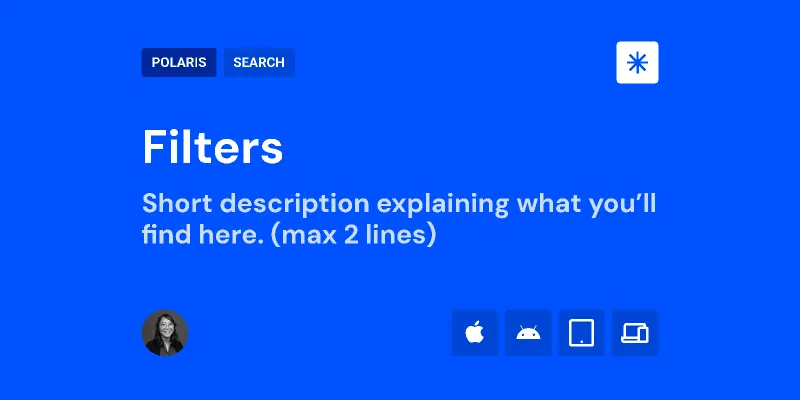 POLARIS SEARCH
Filters
Short description explaining what you’ll
find here. (max 2 lines)